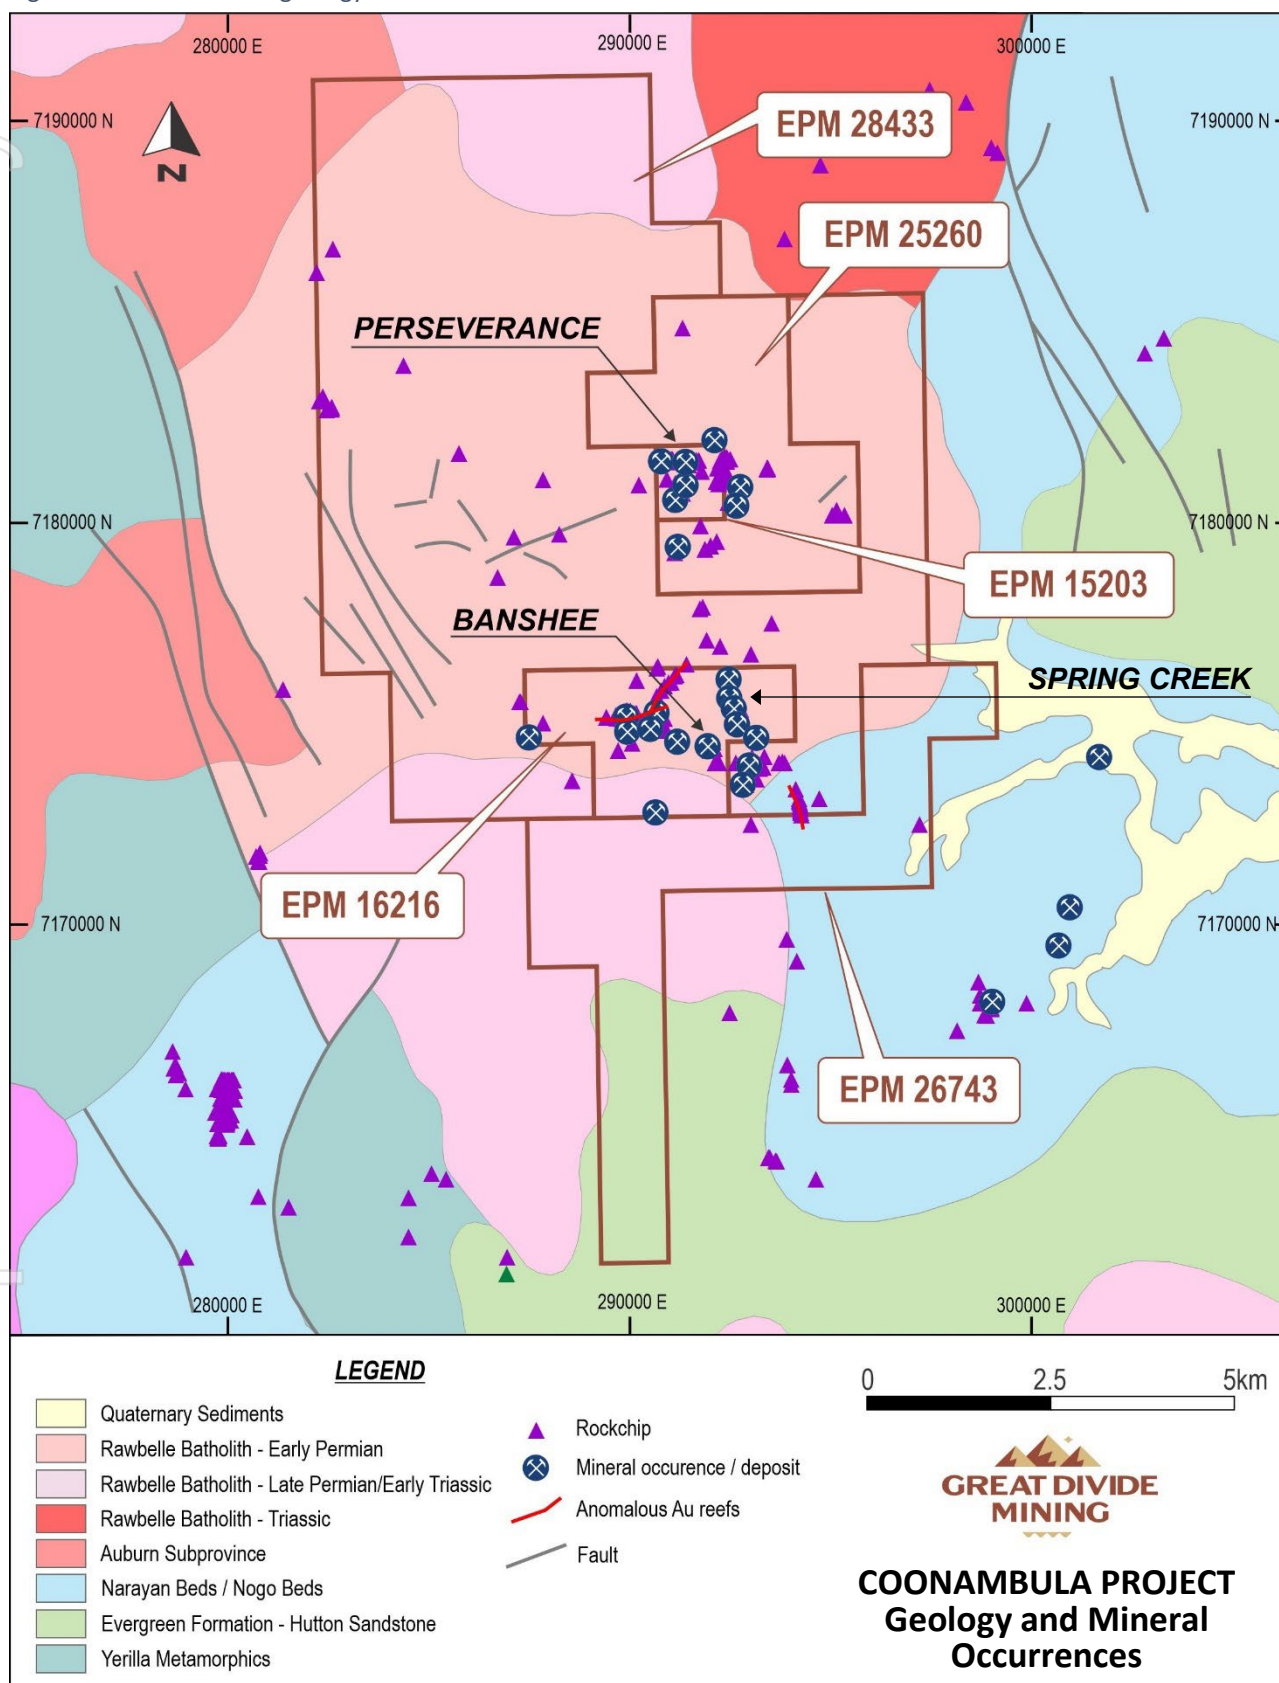 280000 E
290000 E
300000 E
7190000 N
7190000 N
EPM 28433
N
EPM 25260
PERSEVERANCE
7180000 N
7180000 N
EPM 15203
BANSHEE
SPRING CREEK
EPM 16216
7170000 N
7170000 N
EPM 26743
280000 E
290000 E
300000 E
LEGEND
Quaternary Sediments
Rawbelle Batholith - Early Permian
Rawbelle Batholith - Late Permian/Early Triassic
Rawbelle Batholith - Triassic
Auburn Subprovince
Narayan Beds / Nogo Beds
Evergreen Formation - Hutton Sandstone
Yerilla Metamorphics
Rockchip
Mineral occurence / deposit
Anomalous Au reefs
Fault
0 2.5 5km
GREAT DIVIDE
MINING
COONAMBULA PROJECT
Geology and Mineral
Occurrences